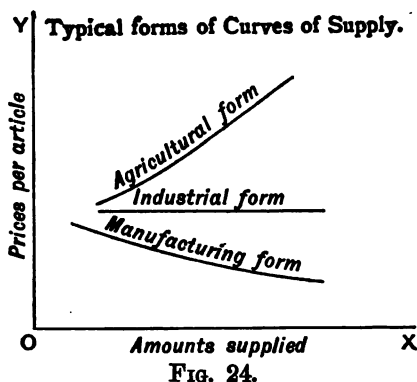 Y Typical forms of Curves of Supply.
Prices per article
Agricultural form
Industrial form
Manufacturing form
O Amounts supplied X
FIG. 24.